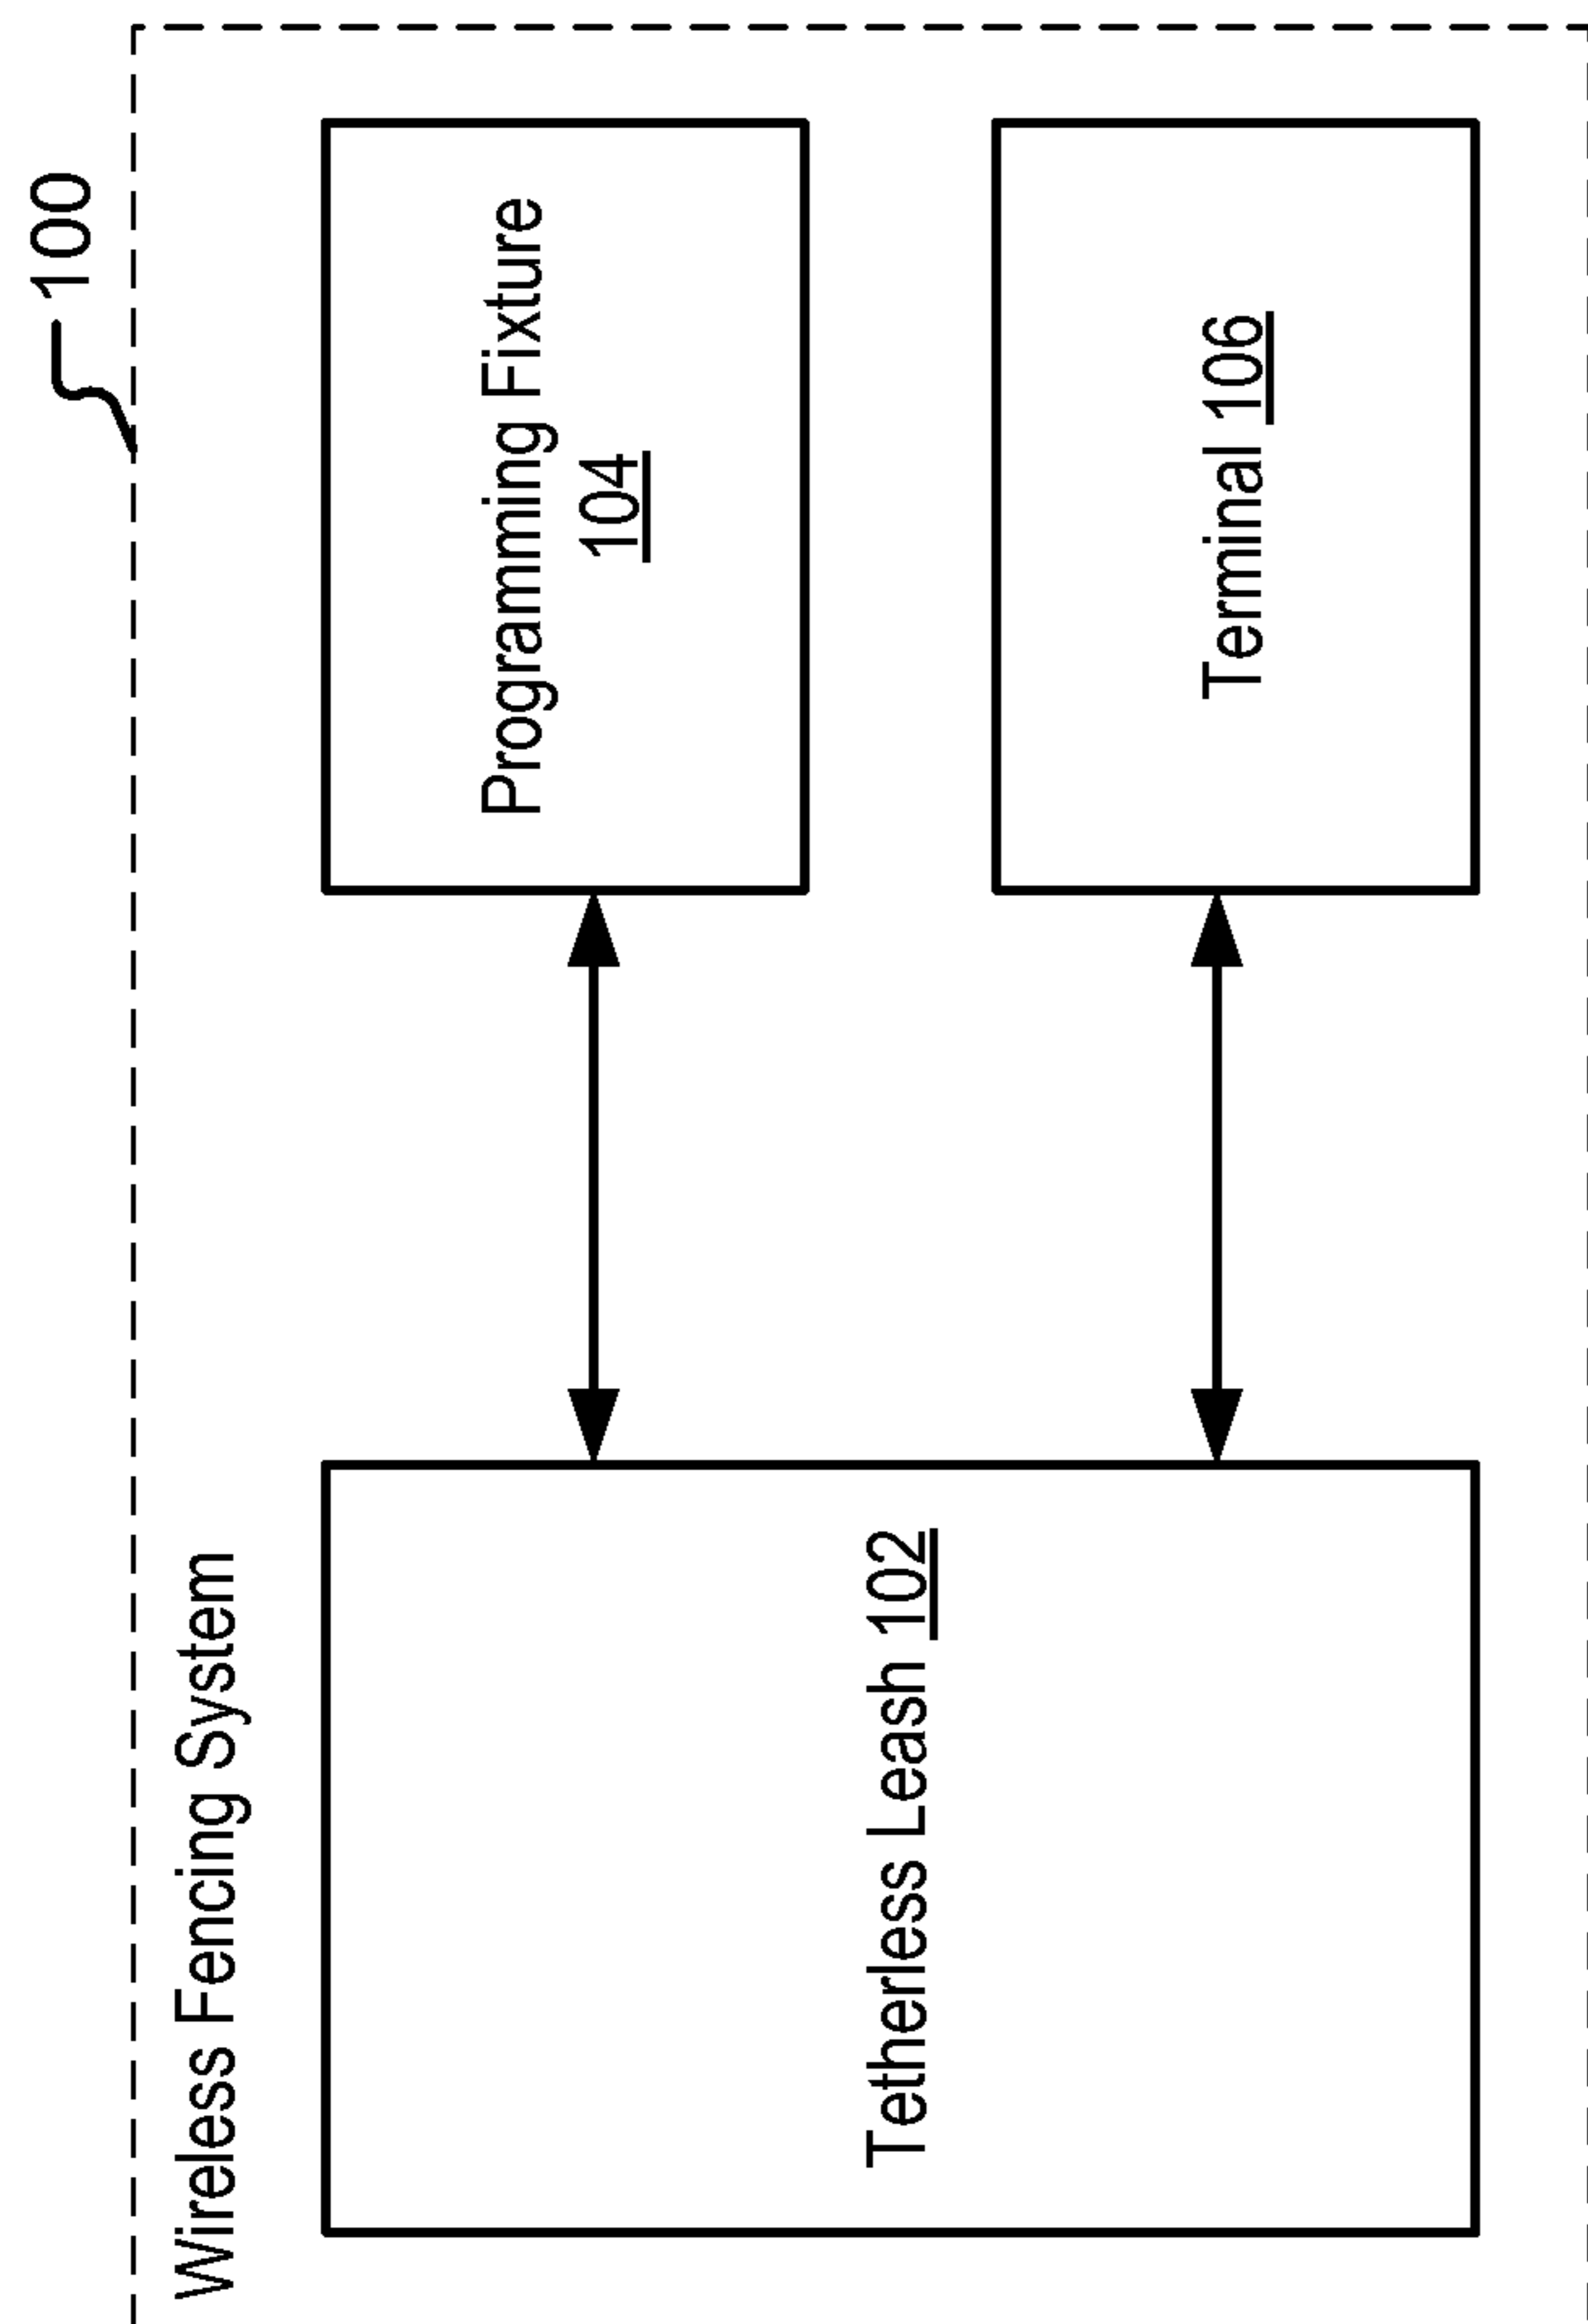 100
Wireless Fencing System
Tetherless Leash 102
Programming Fixture
104
Terminal 106